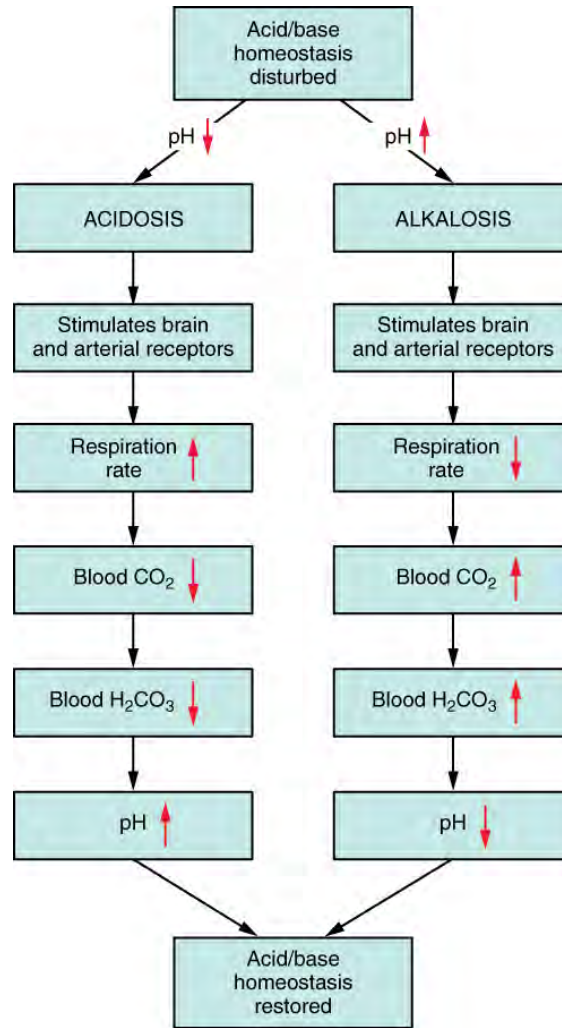 Acid/base
homeostasis
disturbed
pH
pH
ACIDOSIS
ALKALOSIS
Stimulates brain
and arterial receptors
Stimulates brain
and arterial receptors
Respiration
rate
Respiration
rate
Blood CO₂
Blood CO₂
Blood H₂CO₃
Blood H₂CO₃
pH
pH
Acid/base
homeostasis
restored